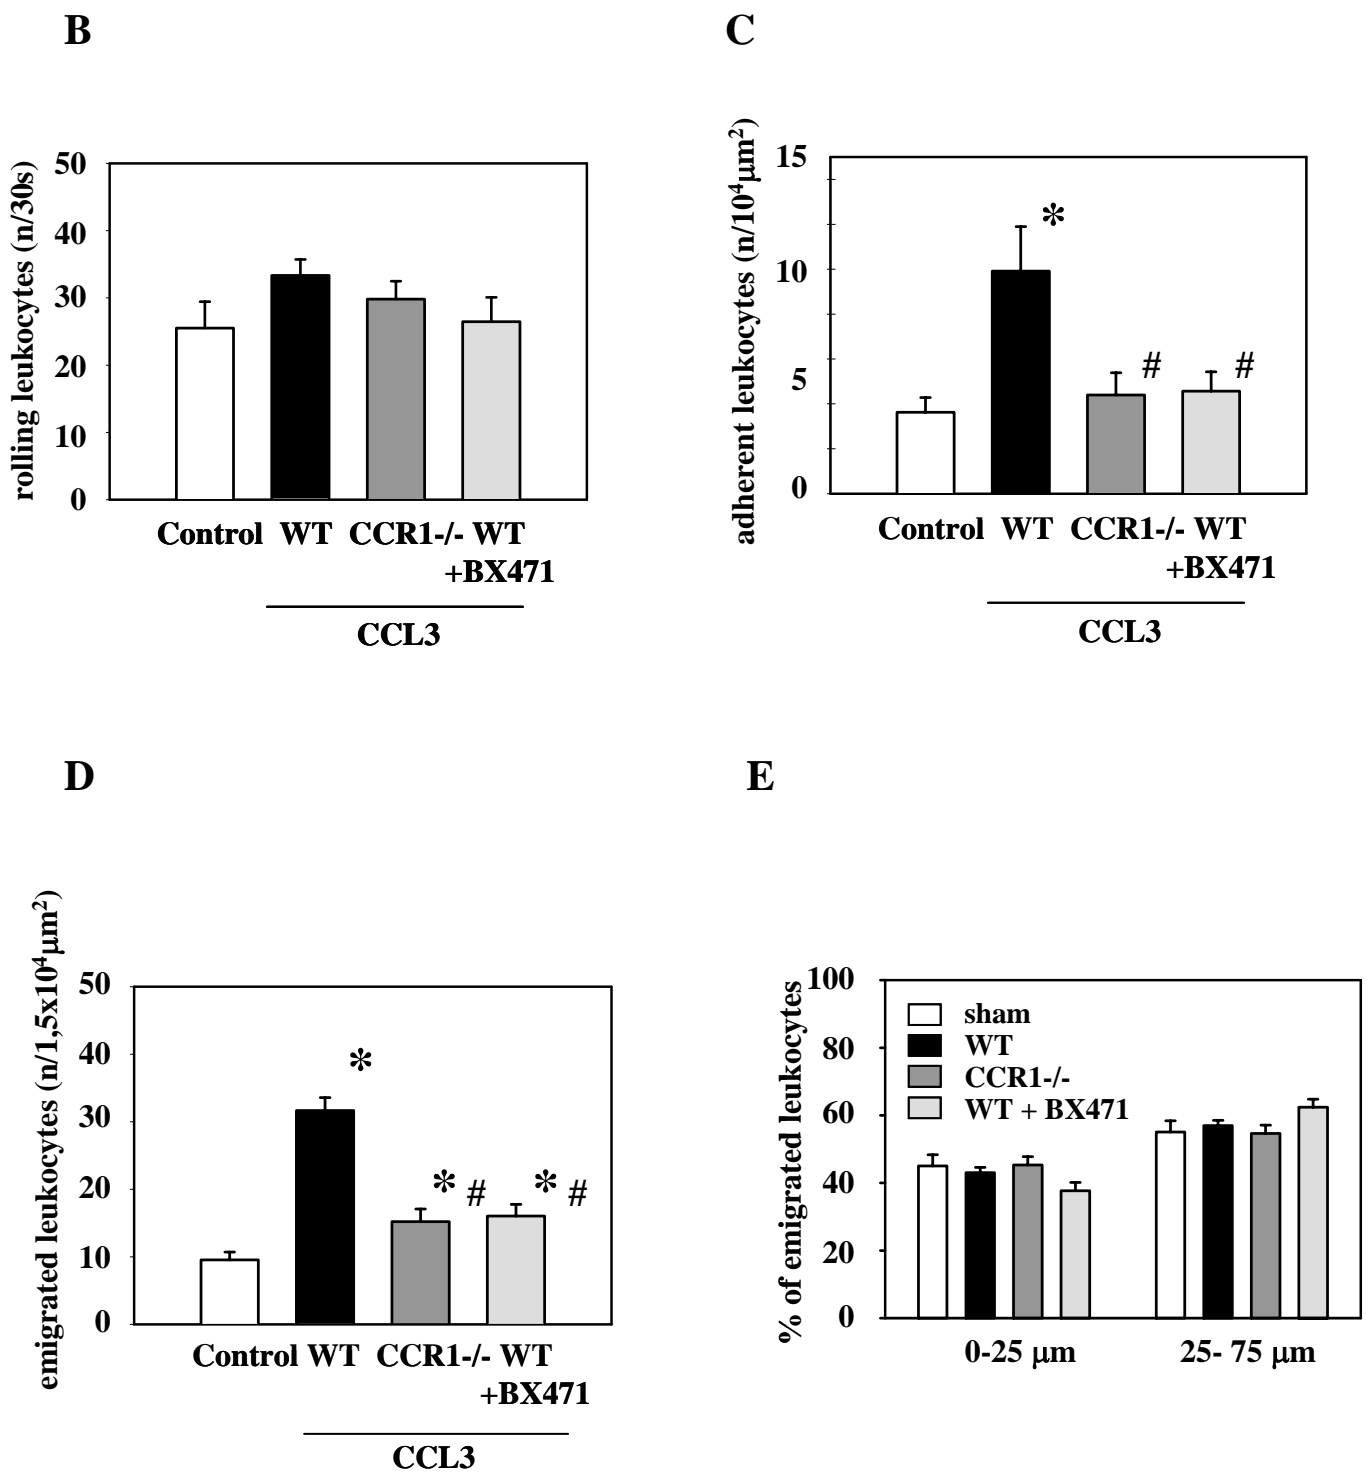 B
rolling leukocytes (n/30s)
50
40
30
20
10
0
Control WT CCR1-/- WT
+BX471
CCL3
C
adherent leukocytes (n/10⁴μm²)
15
10
5
0
*
#
#
Control WT CCR1-/- WT
+BX471
CCL3
D
emigrated leukocytes (n/1,5x10⁴μm²)
50
40
30
20
10
0
*
* #
* #
Control WT CCR1-/- WT
+BX471
CCL3
E
% of emigrated leukocytes
100
80
60
40
20
0
sham
WT
CCR1-/-
WT + BX471
0-25 μm
25- 75 μm